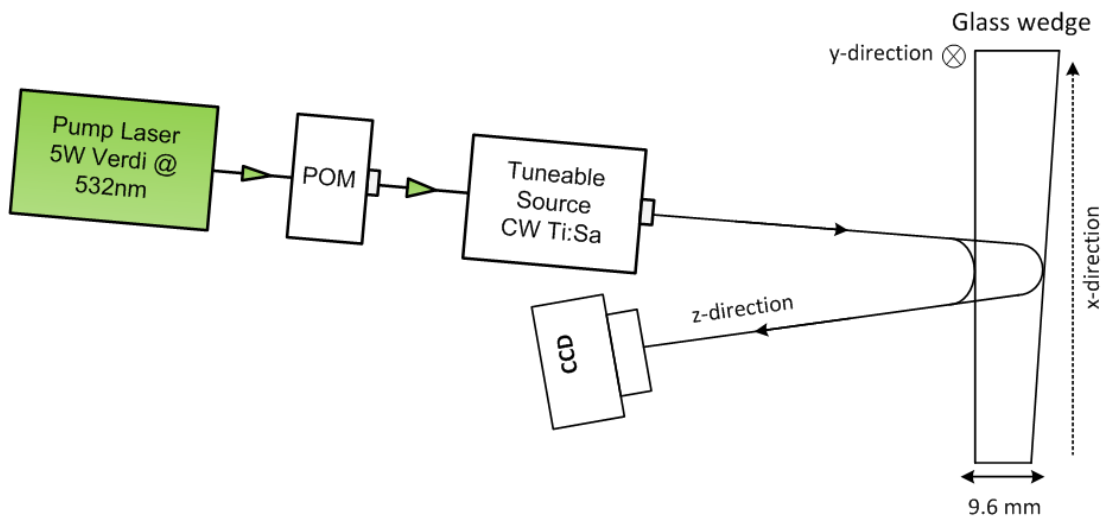 Glass wedge
y-direction
Pump Laser
5W Verdi @
532nm
POM
Tuneable
Source
CW Ti:Sa
x-direction
z-direction
CCD
9.6 mm